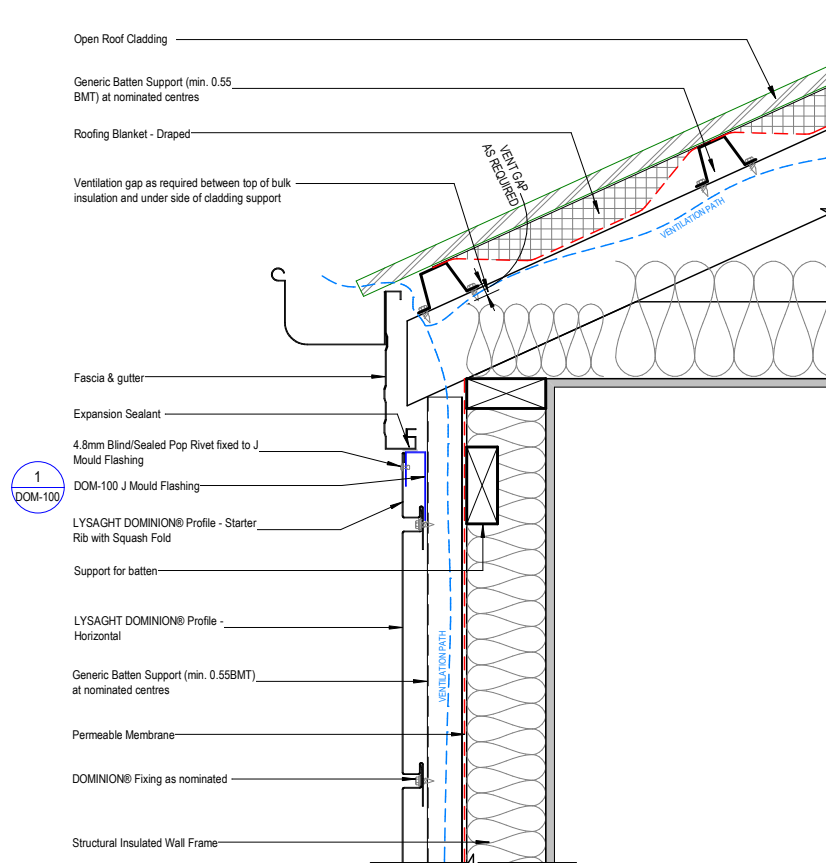 Open Roof Cladding
Generic Batten Support (min. 0.55
BMT) at nominated centres
Roofing Blanket - Draped
VENT GAP
AS REQUIRED
Ventilation gap as required between top of bulk
insulation and under side of cladding support
VENTILATION PATH
Fascia & gutter
Expansion Sealant
4.8mm Blind/Sealed Pop Rivet fixed to J
Mould Flashing
1
DOM-100
DOM-100 J Mould Flashing
LYSAGHT DOMINION® Profile - Starter
Rib with Squash Fold
Support for batten
LYSAGHT DOMINION® Profile -
Horizontal
VENTILATION PATH
Generic Batten Support (min. 0.55BMT)
at nominated centres
Permeable Membrane
DOMINION® Fixing as nominated
Structural Insulated Wall Frame